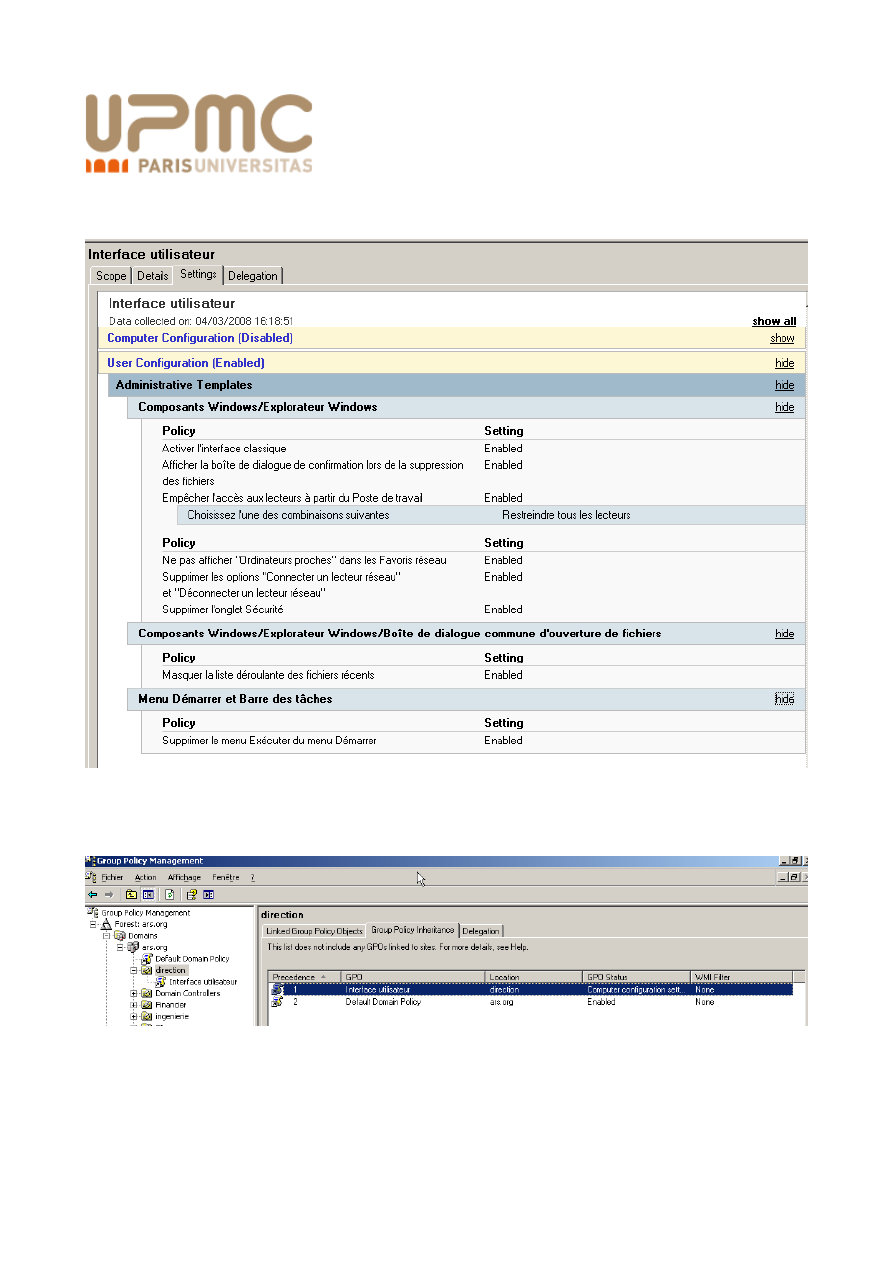 UPMC
PARISUNIVERSITAS
Interface utilisateur
Scope Details Settings Delegation
Interface utilisateur
Data collected on: 04/03/2008 16:18:51
show all
Computer Configuration (Disabled) show
User Configuration (Enabled) hide
Administrative Templates hide
Composants Windows/Explorateur Windows hide
Policy Setting
Activer l'interface classique Enabled
Afficher la boîte de dialogue de confirmation lors de la suppression Enabled
des fichiers
Empêcher l'accès aux lecteurs à partir du Poste de travail Enabled
Choisissez l'une des combinaisons suivantes Restreindre tous les lecteurs
Policy Setting
Ne pas afficher "Ordinateurs proches" dans les Favoris réseau Enabled
Supprimer les options "Connecter un lecteur réseau" Enabled
et "Déconnecter un lecteur réseau"
Supprimer l'onglet Sécurité Enabled
Composants Windows/Explorateur Windows/Boîte de dialogue commune d'ouverture de fichiers hide
Policy Setting
Masquer la liste déroulante des fichiers récents Enabled
Menu Démarrer et Barre des tâches hide
Policy Setting
Supprimer le menu Exécuter du menu Démarrer Enabled
Group Policy Management
Fichier Action Affichage Fenêtre ?
Group Policy Management
Forest: ars.org
Domains
ars.org
Default Domain Policy
direction
Interface utilisateur
Domain Controllers
Financier
ingenierie
direction
Linked Group Policy Objects Group Policy Inheritance Delegation
This list does not include any GPOs linked to sites. For more details, see Help.
Precedence GPO Location GPO Status WMI Filter
1 Interface utilisateur direction Computer configuration sett... None
2 Default Domain Policy ars.org Enabled None